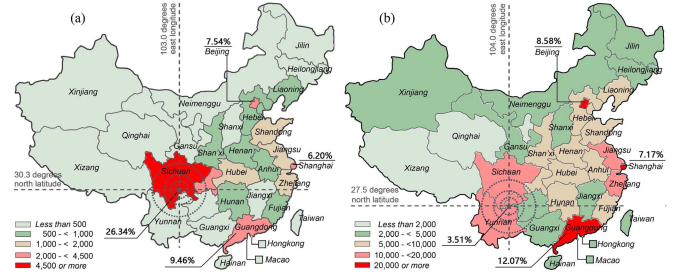 (a)
103.0 degrees
east longitude
7.54%
Beijing
Jilin
Heilongjiang
Liaoning
Xinjiang
Neimenggu
Hebei
Shanxi
Shandong
Gansu
Qinghai
Shanxi
Henan
Jiangsu
6.20%
Shanghai
Xizang
Sichuan
Hubei
Anhui
Zhejiang
30.3 degrees
north latitude
Hunan
Jiangxi
Fujian
Yunnan
Guangxi
Guangdong
Taiwan
26.34%
9.46%
Hongkong
Macao
Hainan
Less than 500
500 - < 1,000
1,000 - < 2,000
2,000 - < 4,500
4,500 or more
(b)
104.0 degrees
east longitude
8.58%
Beijing
Jilin
Heilongjiang
Liaoning
Xinjiang
Neimenggu
Hebei
Shanxi
Shandong
Gansu
Qinghai
Shanxi
Henan
Jiangsu
7.17%
Shanghai
Xizang
Sichuan
Hubei
Anhui
Zhejiang
27.5 degrees
north latitude
Hunan
Jiangxi
Fujian
Yunnan
Guangxi
Guangdong
Taiwan
3.51%
12.07%
Hongkong
Macao
Hainan
Less than 2,000
2,000 - < 5,000
5,000 - <10,000
10,000 - <20,000
20,000 or more